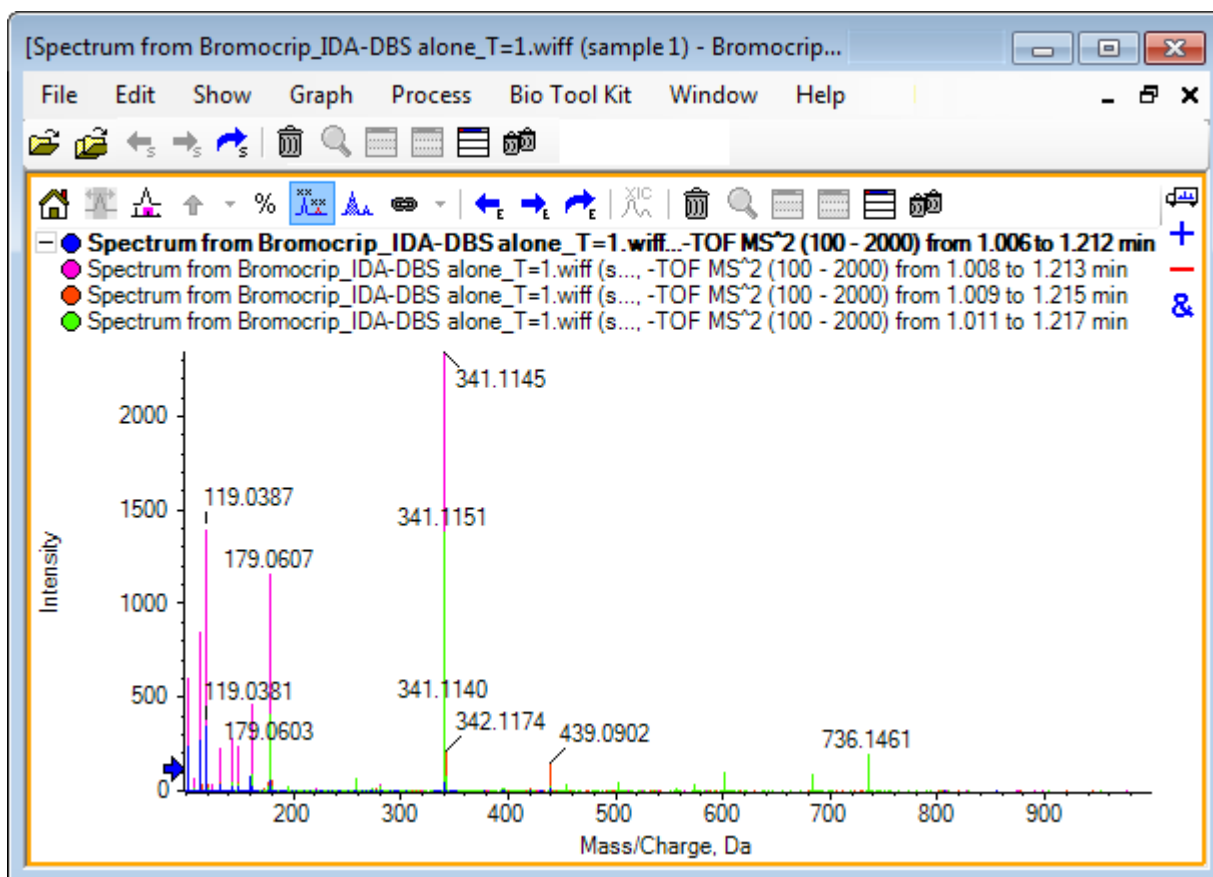 [Spectrum from Bromocrip_IDA-DBS alone_T=1.wiff (sample 1) - Bromocrip...
File Edit Show Graph Process Bio Tool Kit Window Help
S S S
% xx xx E E E XIC
Spectrum from Bromocrip_IDA-DBS alone_T=1.wiff...-TOF MS^2 (100 - 2000) from 1.006 to 1.212 min
Spectrum from Bromocrip_IDA-DBS alone_T=1.wiff (s..., -TOF MS^2 (100 - 2000) from 1.008 to 1.213 min
Spectrum from Bromocrip_IDA-DBS alone_T=1.wiff (s..., -TOF MS^2 (100 - 2000) from 1.009 to 1.215 min
Spectrum from Bromocrip_IDA-DBS alone_T=1.wiff (s..., -TOF MS^2 (100 - 2000) from 1.011 to 1.217 min
&
341.1145
2000
119.0387
1500
341.1151
179.0607
Intensity
1000
500
119.0381
341.1140
179.0603
342.1174
439.0902
736.1461
0
200 300 400 500 600 700 800 900
Mass/Charge, Da